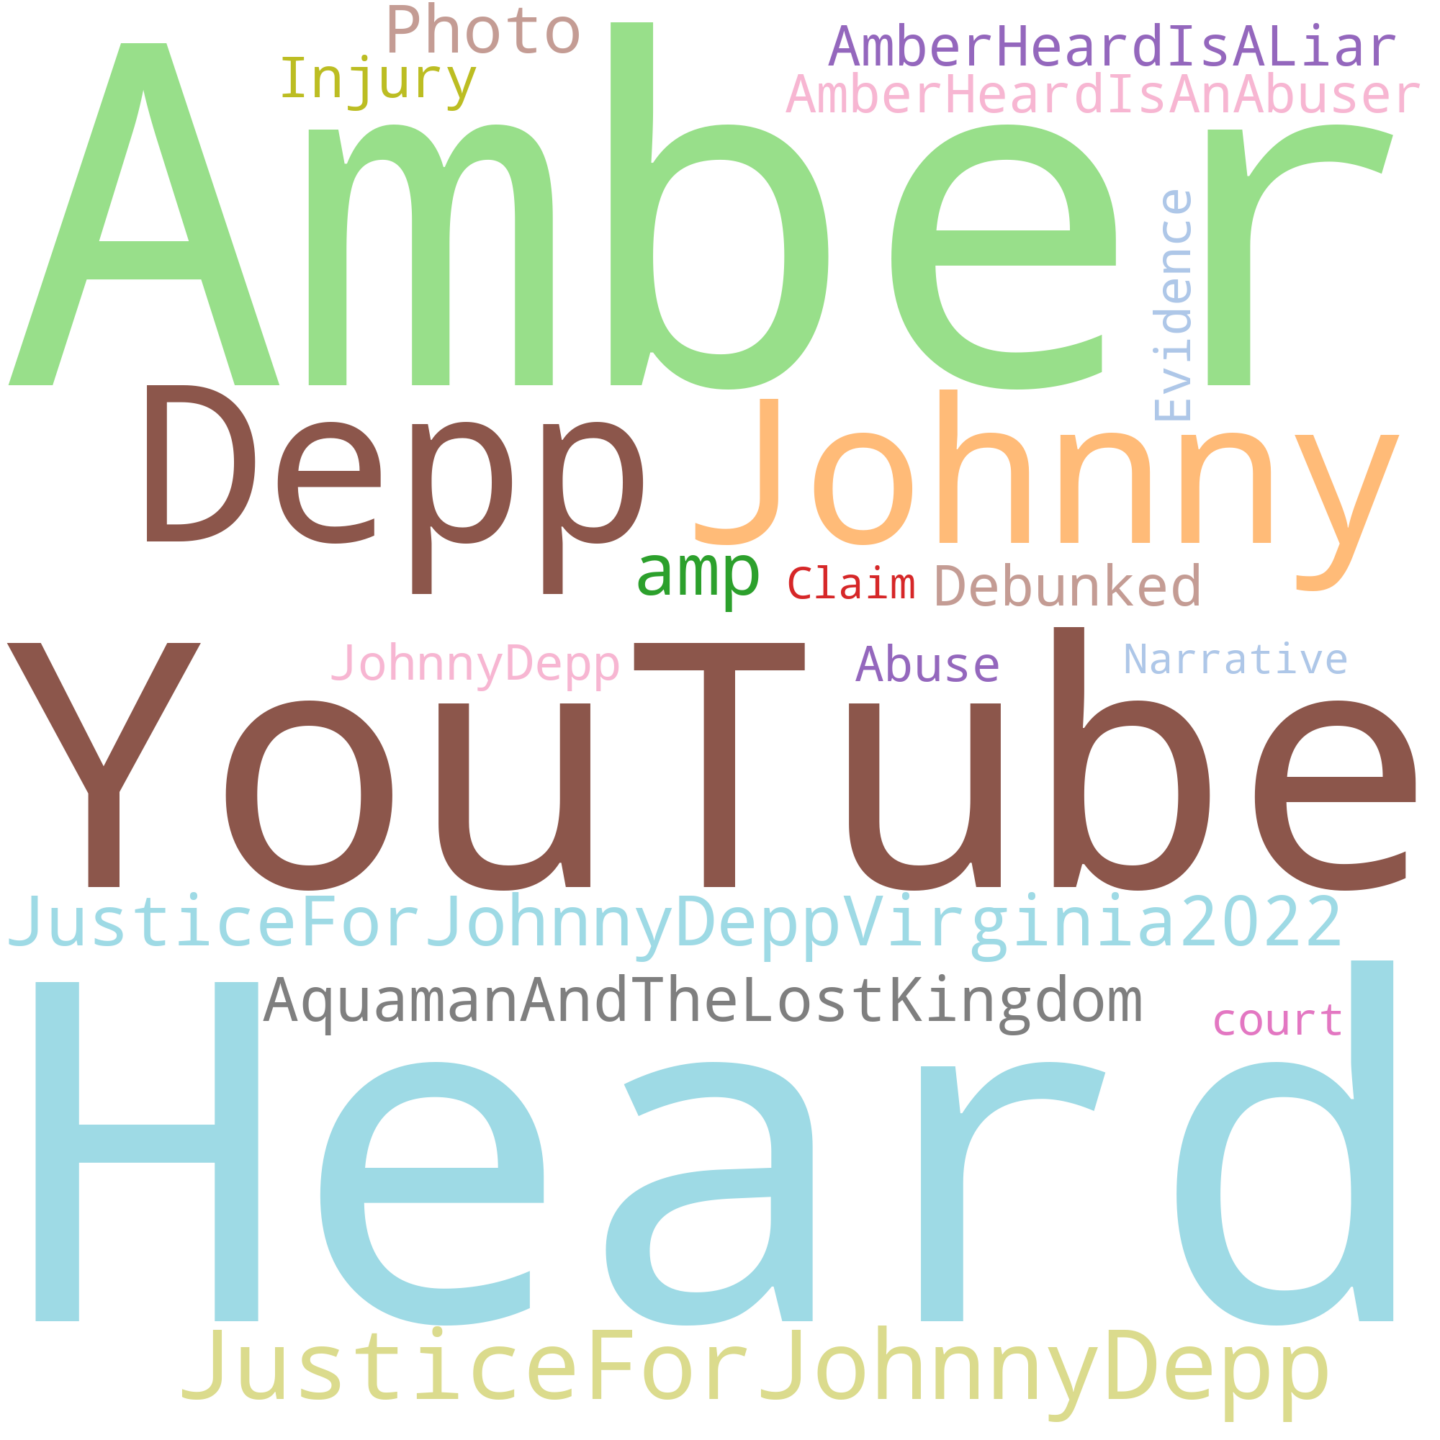 Photo
AmberHeardIsALiar
Injury
AmberHeardIsAnAbuser
Amber
Evidence
Depp
Johnny
amp
Claim
Debunked
JohnnyDepp
Abuse
Narrative
YouTube
JusticeForJohnnyDeppVirginia2022
AquamanAndTheLostKingdom
court
Heard
JusticeForJohnnyDepp